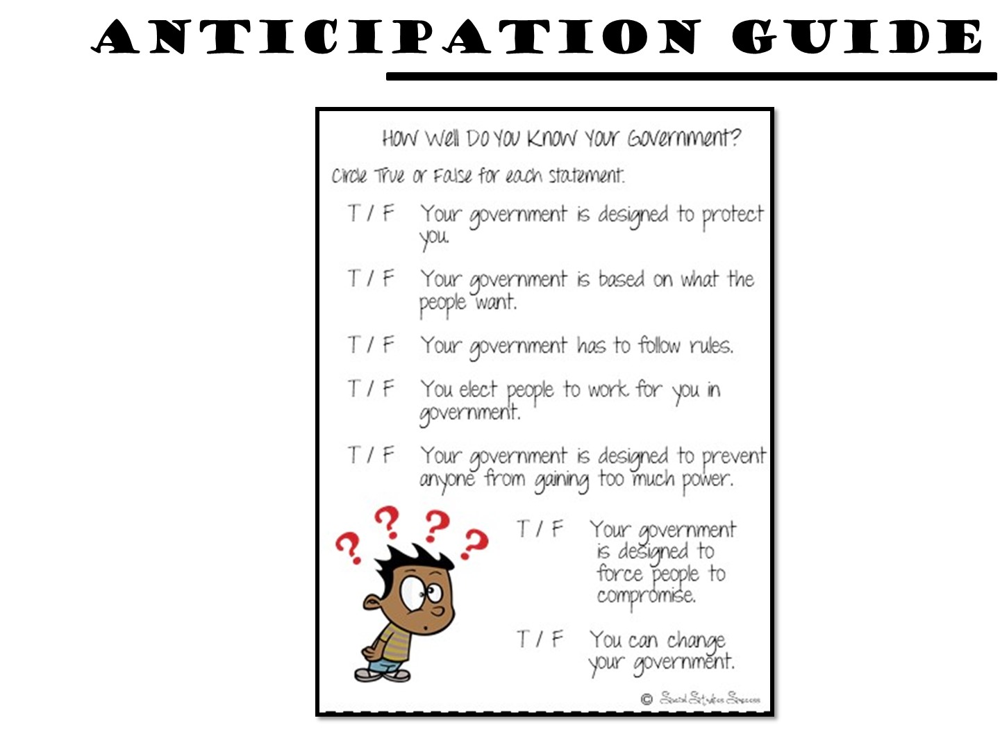 ANTICIPATION GUIDE
How Well Do You Know Your Government?
Circle True or False for each statement.
T / F Your government is designed to protect
you.
T / F Your government is based on what the
people want.
T / F Your government has to follow rules.
T / F You elect people to work for you in
government.
T / F Your government is designed to prevent
anyone from gaining too much power.
? ? ? ?
T / F Your government
is designed to
force people to
compromise.
T / F You can change
your government.
© Social Studies Success